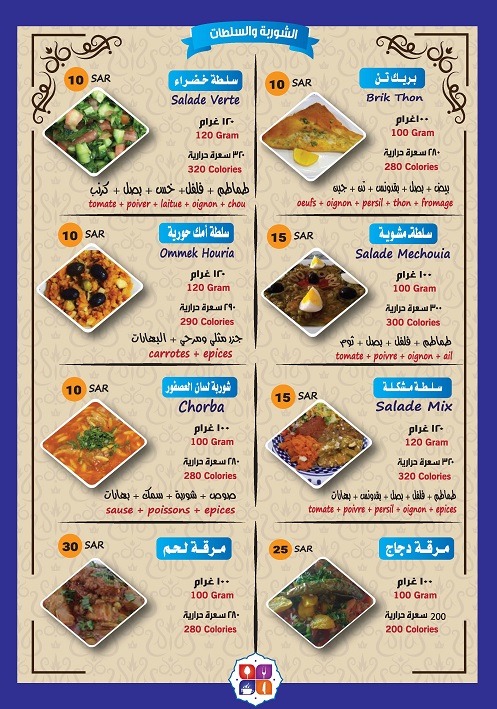 الشوربة والسلطات
بريك تن
10 SAR
Brik Thon
١٠٠ غرام
100 Gram
٢٨٠ سعرة حرارية
280 Colories
بيض + بصل + بقدونس + تن + جبن
oeufs + oignon + persil + thon + fromage
سلطة خضراء
10 SAR
Salade Verte
١٢٠ غرام
120 Gram
٣٢٠ سعرة حرارية
320 Colories
طماطم + فلفل + خس + بصل + كرنب
tomate + poiver + laitue + oignon + chou
سلطة مشوية
15 SAR
Salade Mechouia
١٠٠ غرام
100 Gram
٣٠٠ سعرة حرارية
300 Colories
طماطم + فلفل + بصل + ثوم
tomate + poivre + oignon + ail
سلطة أمك حورية
10 SAR
Ommek Houria
١٢٠ غرام
120 Gram
٢٩٠ سعرة حرارية
290 Colories
جزر مثلي ومرحي + البهارات
carrotes + epices
سلطة مشكلة
15 SAR
Salade Mix
١٢٠ غرام
120 Gram
٣٢٠ سعرة حرارية
320 Colories
طماطم + فلفل + بصل + بقدونس + بهارات
tomate + poivre + persil + oignon + epices
شوربة لسان العصفور
10 SAR
Chorba
١٠٠ غرام
100 Gram
٢٨٠ سعرة حرارية
280 Colories
صوص + شوربة + سمك + بهارات
sause + poissons + epices
مرقة دجاج
25 SAR
١٠٠ غرام
100 Gram
200 سعرة حرارية
200 Colories
مرقة لحم
30 SAR
١٠٠ غرام
100 Gram
٢٨٠ سعرة حرارية
280 Colories